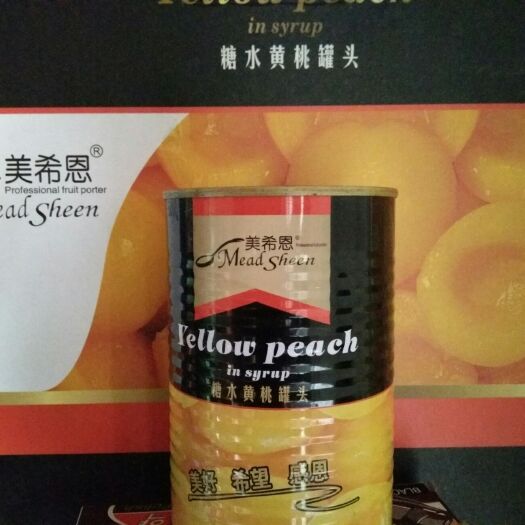 Yellow peach
in syrup
糖水黄桃罐头
美希恩®
Professional fruit porter
ead Sheen
美希恩®
Mead Sheen
Yellow peach
in syrup
糖水黄桃罐头
美好 希望 感恩